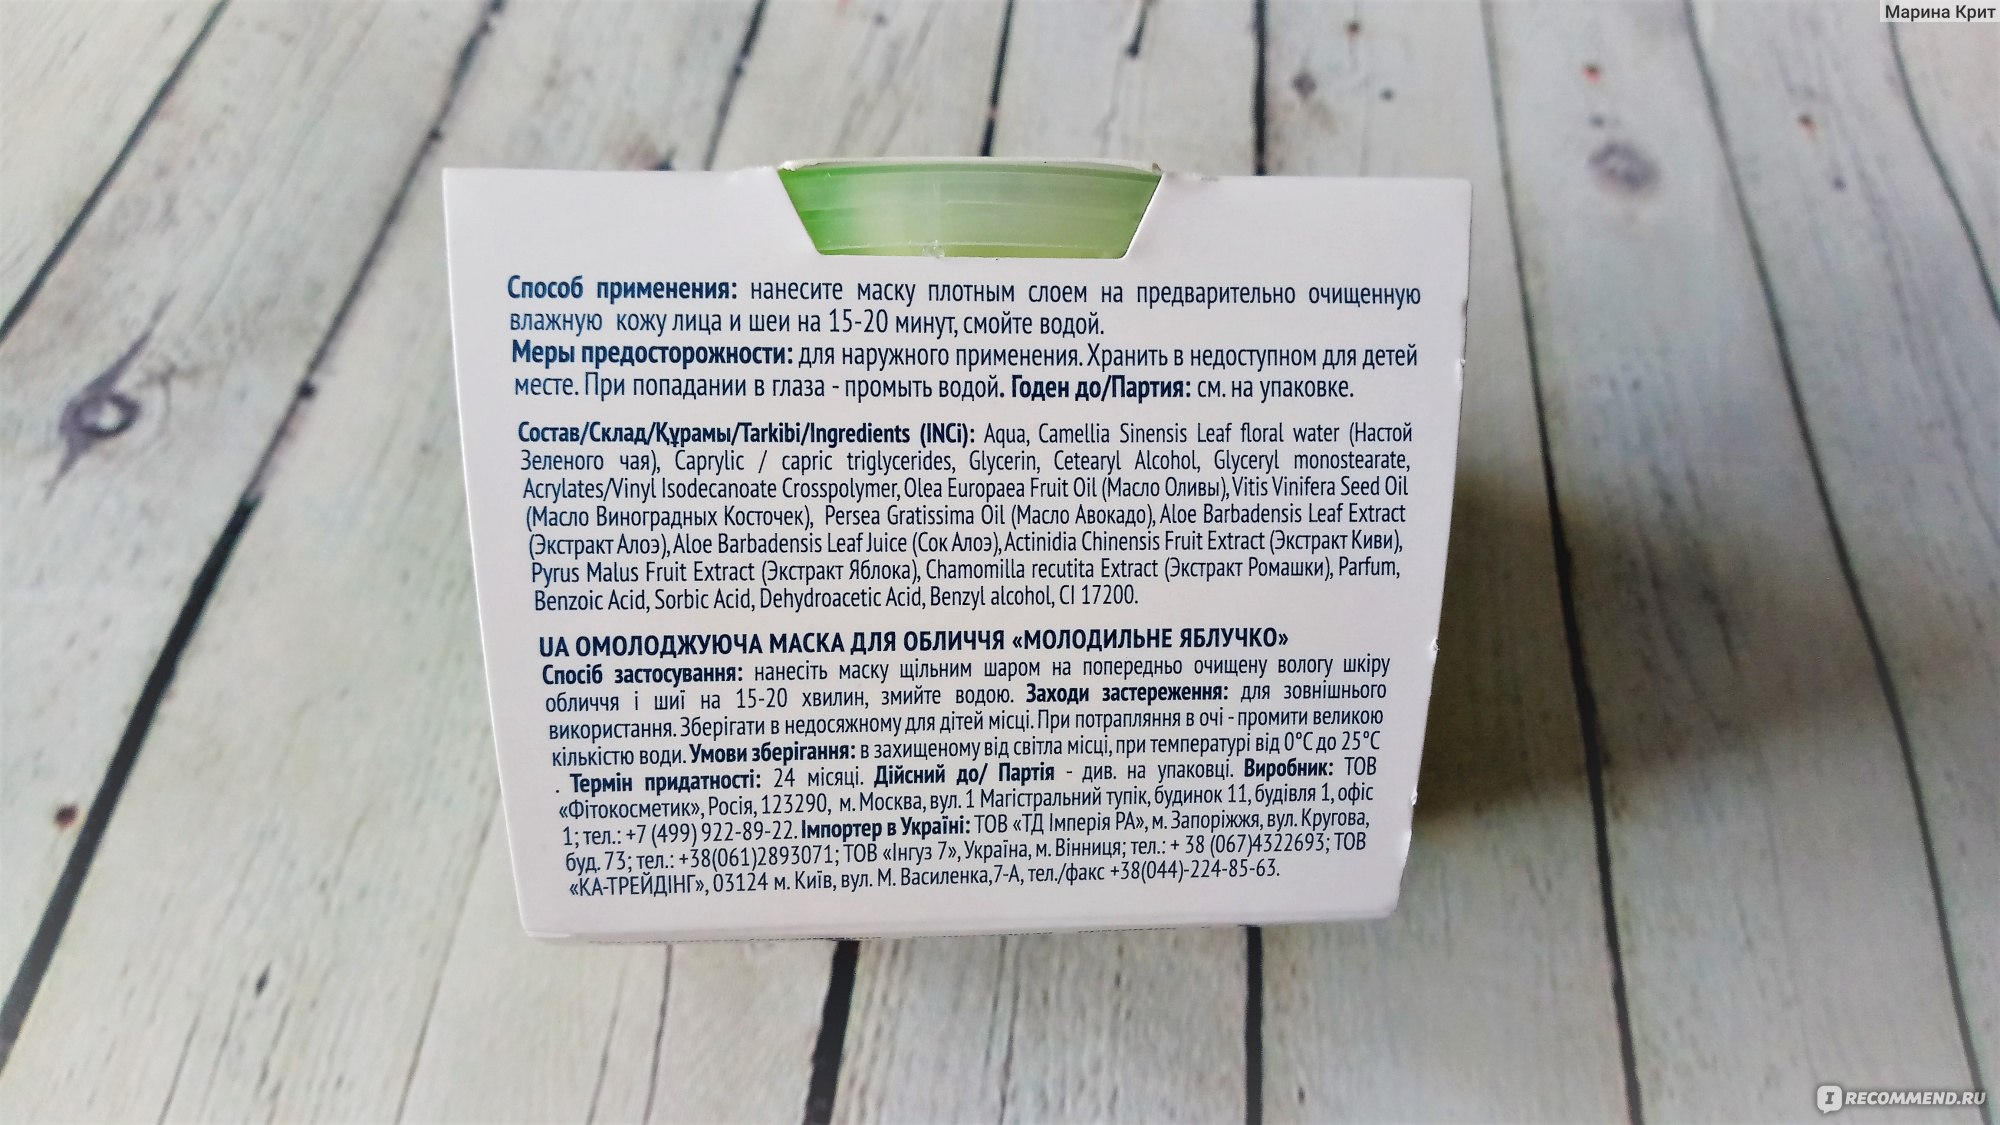 Марина Крит
Способ применения: нанесите маску плотным слоем на предварительно очищенную
влажную кожу лица и шеи на 15-20 минут, смойте водой.
Меры предосторожности: для наружного применения. Хранить в недоступном для детей
месте. При попадании в глаза - промыть водой. Годен до/Партия: см. на упаковке.
Состав/Склад/Құрамы/Tarkibi/Ingredients (INCi): Aqua, Camellia Sinensis Leaf floral water (Настой
Зеленого чая), Caprylic / capric triglycerides, Glycerin, Cetearyl Alcohol, Glyceryl monostearate,
Acrylates/Vinyl Isodecanoate Crosspolymer, Olea Europaea Fruit Oil (Масло Оливы), Vitis Vinifera Seed Oil
(Масло Виноградных Косточек), Persea Gratissima Oil (Масло Авокадо), Aloe Barbadensis Leaf Extract
(Экстракт Алоэ), Aloe Barbadensis Leaf Juice (Сок Алоэ), Actinidia Chinensis Fruit Extract (Экстракт Киви),
Pyrus Malus Fruit Extract (Экстракт Яблока), Chamomilla recutita Extract (Экстракт Ромашки), Parfum,
Benzoic Acid, Sorbic Acid, Dehydroacetic Acid, Benzyl alcohol, CI 17200.
UA ОМОЛОДЖУЮЧА МАСКА ДЛЯ ОБЛИЧЧЯ «МОЛОДИЛЬНЕ ЯБЛУЧКО»
Спосіб застосування: нанесіть маску щільним шаром на попередньо очищену вологу шкіру
обличчя і шиї на 15-20 хвилин, змийте водою. Заходи застереження: для зовнішнього
використання. Зберігати в недосяжному для дітей місці. При потрапляння в очі - промити великою
кількістю води. Умови зберігання: в захищеному від світла місці, при температурі від 0°C до 25°C
. Термін придатності: 24 місяці. Дійсний до/ Партія - див. на упаковці. Виробник: ТОВ
«Фітокосметик», Росія, 123290, м. Москва, вул. 1 Магістральний тупік, будинок 11, будівля 1, офіс
1; тел.: +7 (499) 922-89-22. Імпортер в Україні: ТОВ «ТД Імперія РА», м. Запоріжжя, вул. Кругова,
буд. 73; тел.: +38(061)2893071; ТОВ «Інгуз 7», Україна, м. Вінниця; тел.: + 38 (067)4322693; ТОВ
«КА-ТРЕЙДІНГ», 03124 м. Київ, вул. М. Василенка,7-А, тел./факс +38(044)-224-85-63.
IRECOMMEND.RU